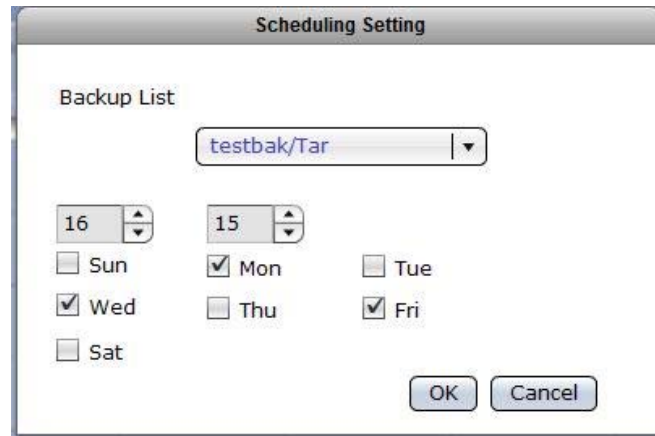 Scheduling Setting
Backup List
testbak/Tar
16 15
Sun Mon Tue
Wed Thu Fri
Sat
OK Cancel